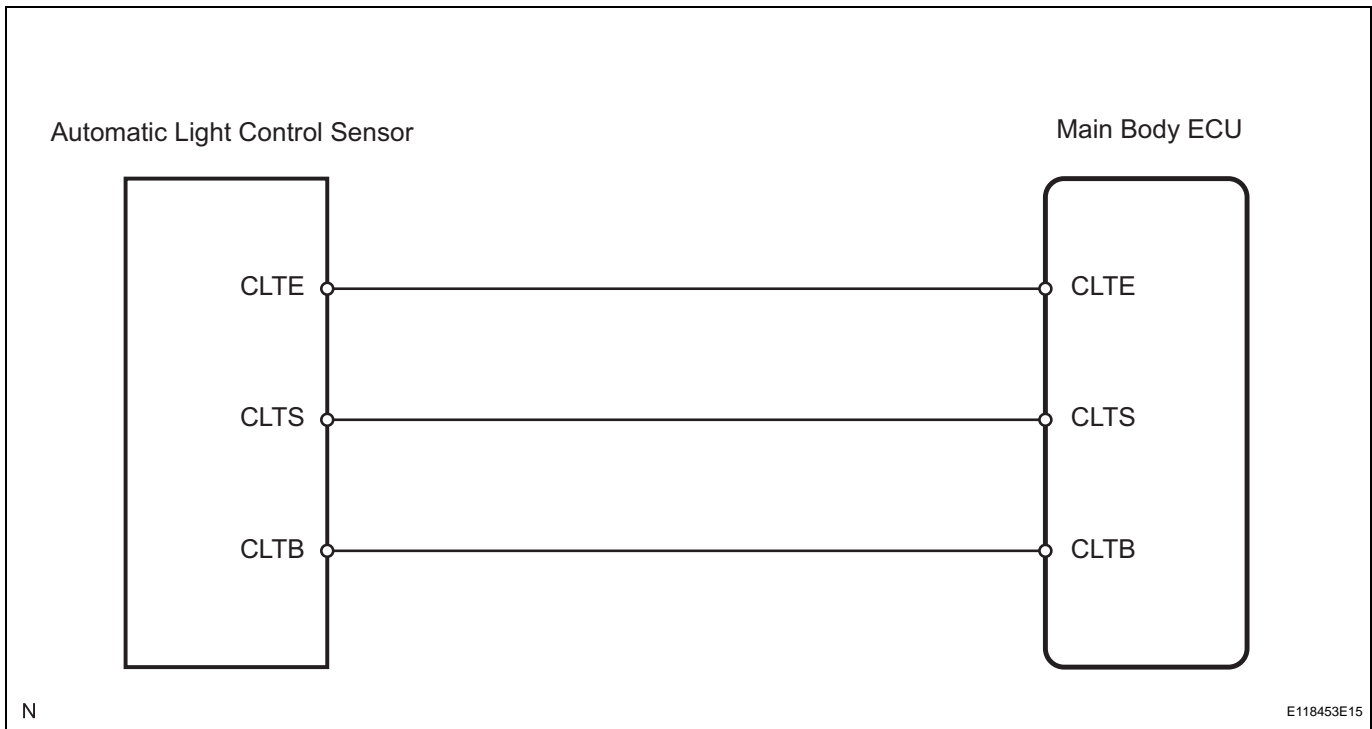 Automatic Light Control Sensor
Main Body ECU
CLTE
CLTE
CLTS
CLTS
CLTB
CLTB
N
E118453E15